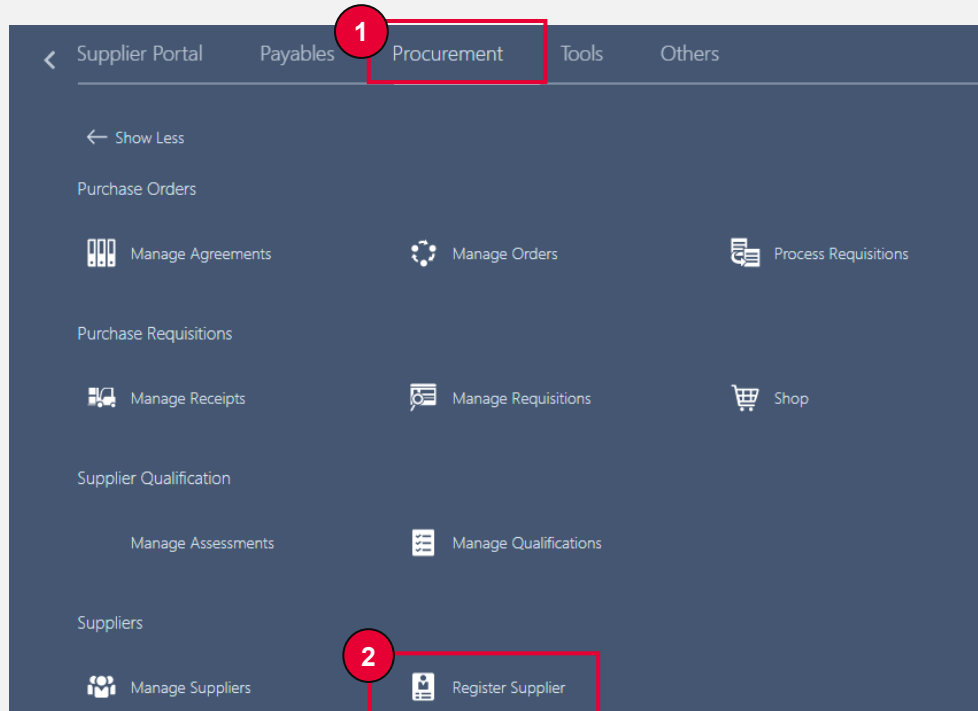 1
Supplier Portal Payables Procurement Tools Others
Show Less
Purchase Orders
Manage Agreements Manage Orders Process Requisitions
Purchase Requisitions
Manage Receipts Manage Requisitions Shop
Supplier Qualification
Manage Assessments Manage Qualifications
Suppliers
2
Manage Suppliers Register Supplier